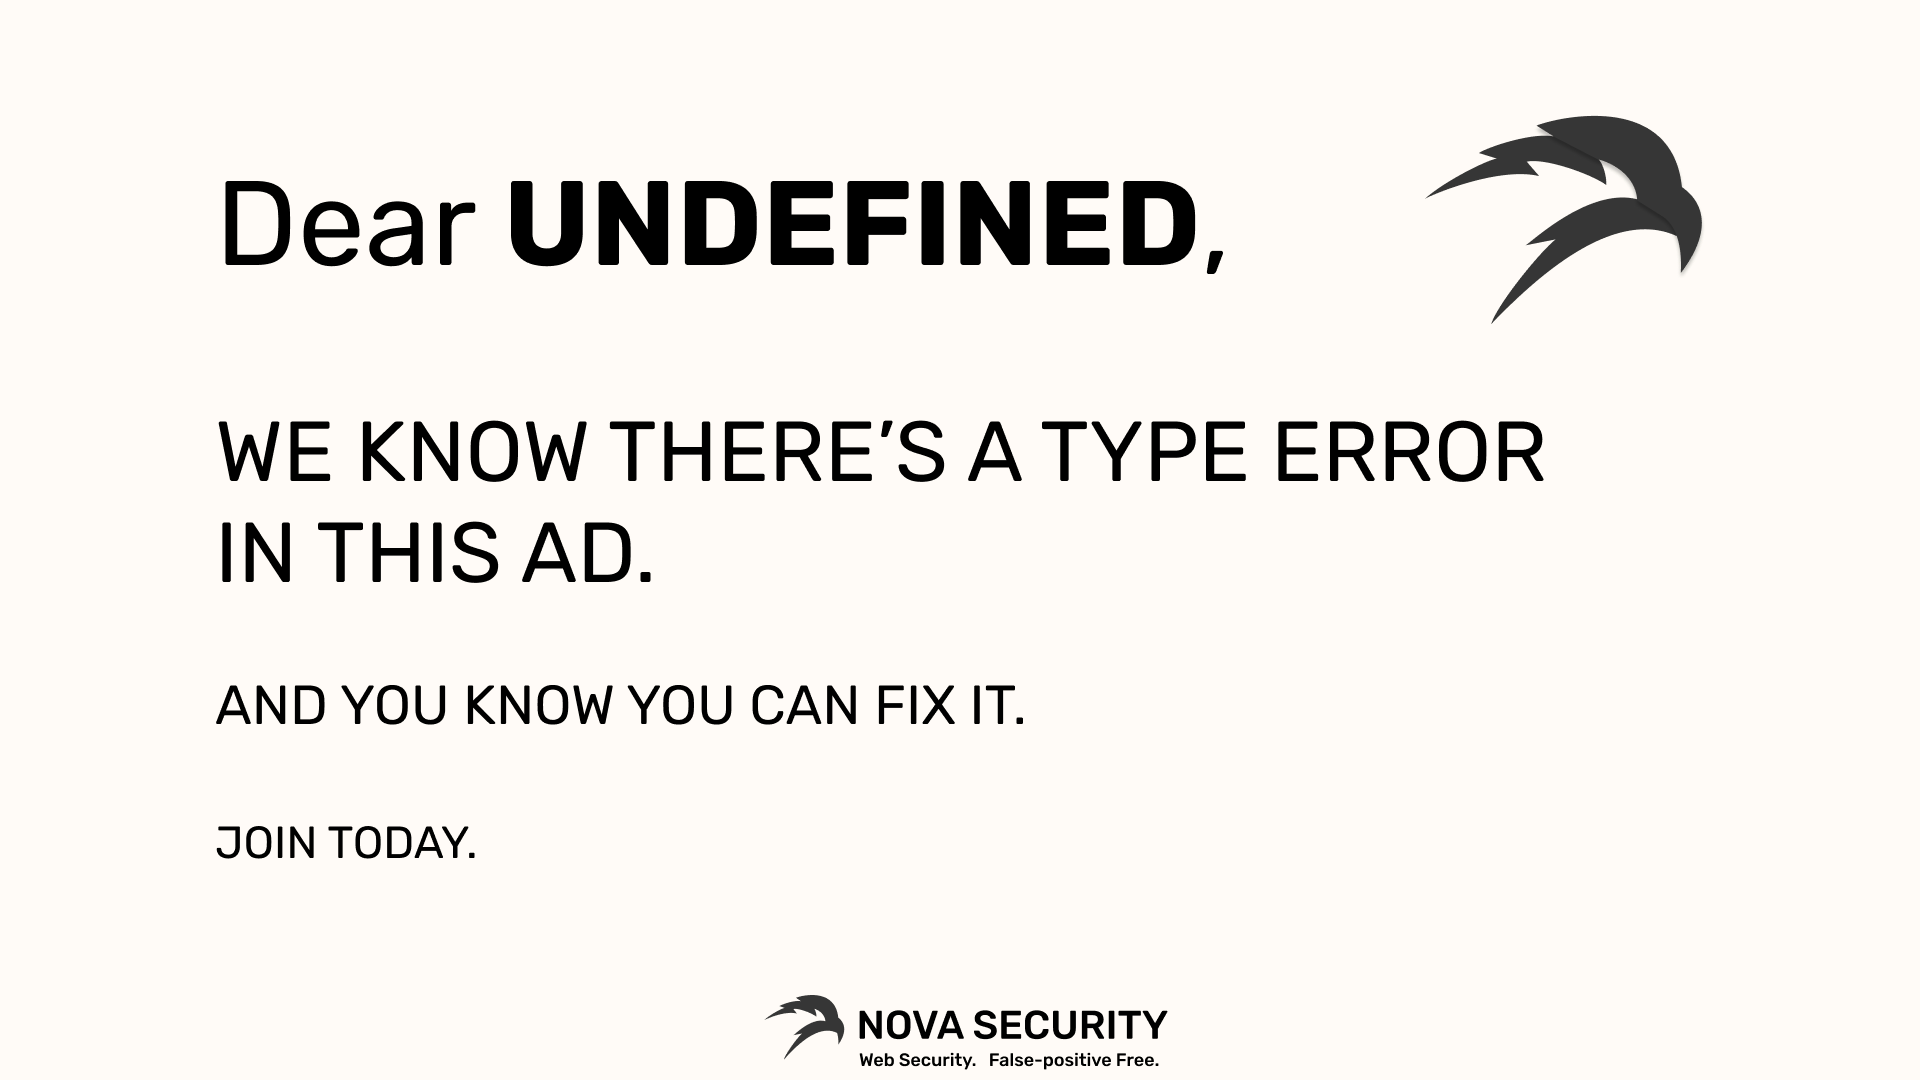 Dear UNDEFINED,
WE KNOW THERE’S A TYPE ERROR
IN THIS AD.
AND YOU KNOW YOU CAN FIX IT.
JOIN TODAY.
NOVA SECURITY
Web Security. False-positive Free.